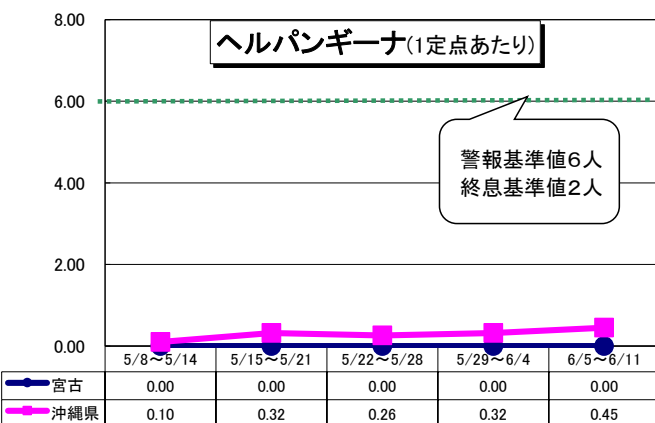 ヘルパンギーナ(1定点あたり)
8.00
6.00
4.00
2.00
0.00
警報基準値6人
終息基準値2人
5/8～5/14 5/15～5/21 5/22～5/28 5/29～6/4 6/5～6/11
宮古 0.00 0.00 0.00 0.00 0.00
沖縄県 0.10 0.32 0.26 0.32 0.45